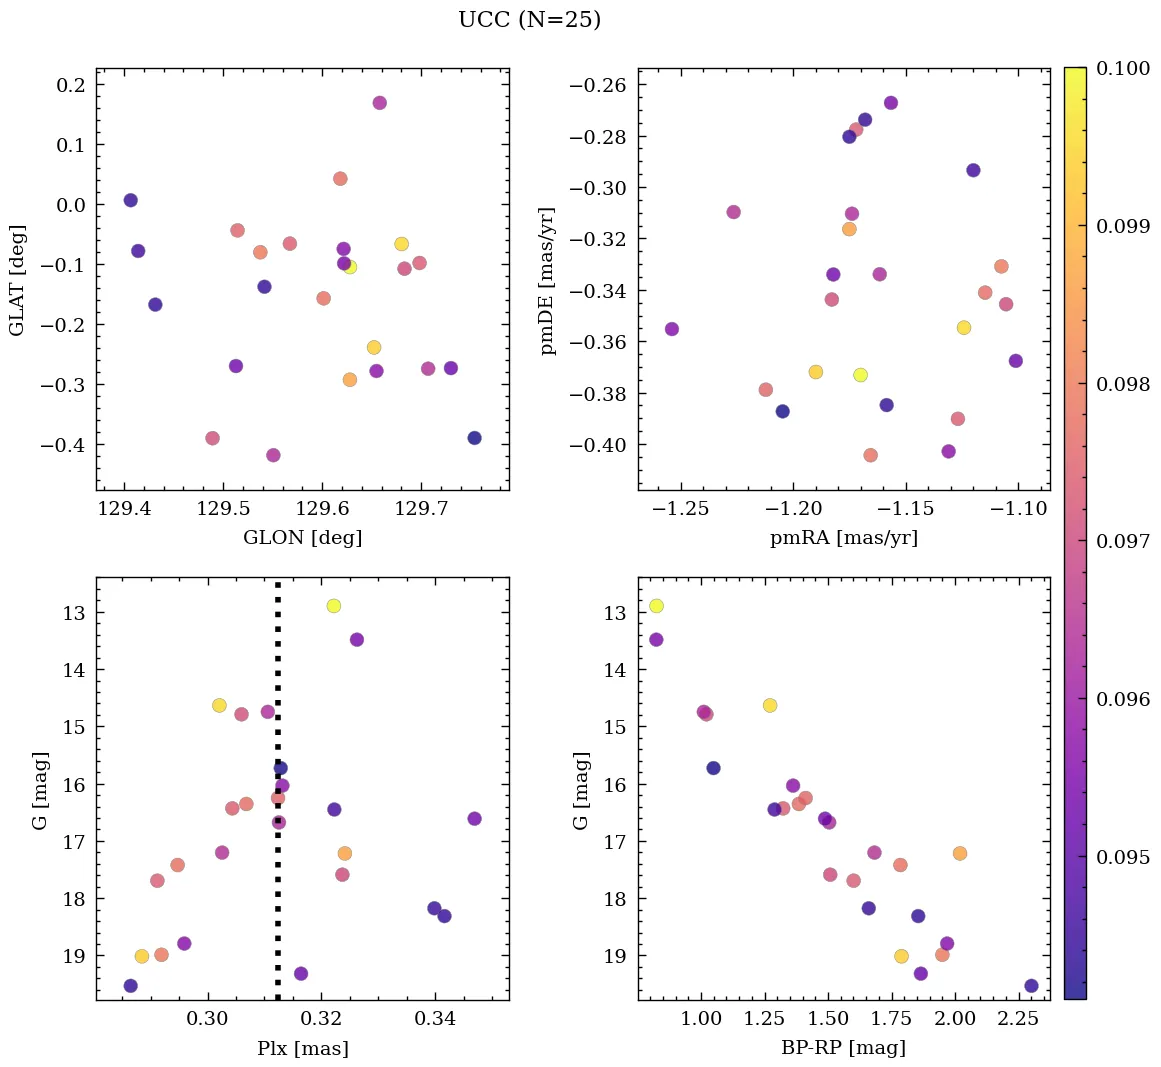 UCC (N=25)
0.2
0.1
0.0
−0.1
−0.2
−0.3
−0.4
GLAT [deg]
129.4 129.5 129.6 129.7
GLON [deg]
−0.26
−0.28
−0.30
−0.32
−0.34
−0.36
−0.38
−0.40
pmDE [mas/yr]
−1.25 −1.20 −1.15 −1.10
pmRA [mas/yr]
0.100
0.099
0.098
0.097
0.096
0.095
13
14
15
16
17
18
19
G [mag]
0.30 0.32 0.34
Plx [mas]
13
14
15
16
17
18
19
G [mag]
1.00 1.25 1.50 1.75 2.00 2.25
BP-RP [mag]